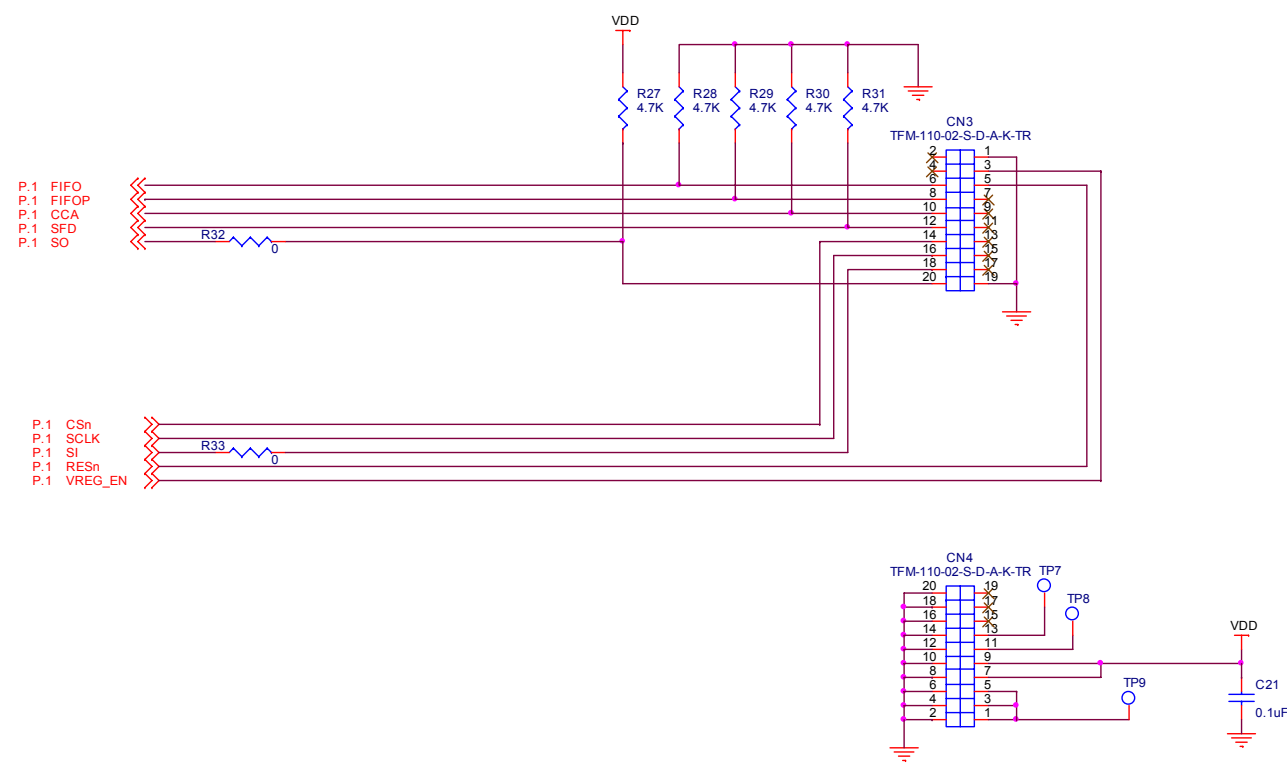 VDD
R27 R28 R29 R30 R31
4.7K 4.7K 4.7K 4.7K 4.7K
CN3
TFM-110-02-S-D-A-K-TR
2 1
4 3
6 5
8 7
10 9
12 11
14 13
16 15
18 17
20 19
P.1 FIFO
P.1 FIFOP
P.1 CCA
P.1 SFD
P.1 SO
R32
0
P.1 CSn
P.1 SCLK
P.1 SI
P.1 RESn
P.1 VREG_EN
R33
0
CN4
TFM-110-02-S-D-A-K-TR
TP7
TP8
20 19
18 17
16 15
14 13
12 11
10 9
8 7
6 5
4 3
2 1
TP9
VDD
C21
0.1uF